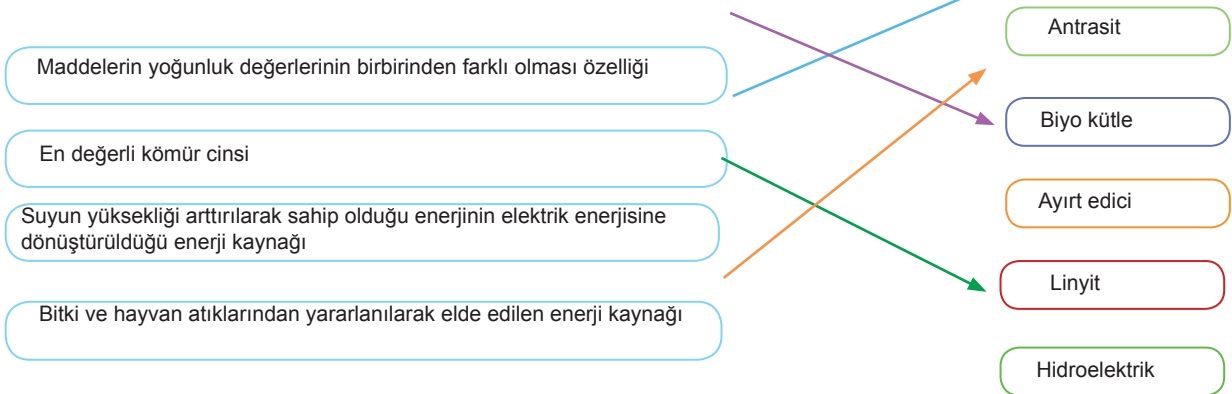 Maddelerin yoğunluk değerlerinin birbirinden farklı olması özelliği
En değerli kömür cinsi
Suyun yüksekliği arttırılarak sahip olduğu enerjinin elektrik enerjisine
dönüştürüldüğü enerji kaynağı
Bitki ve hayvan atıklarından yararlanılarak elde edilen enerji kaynağı
Antrasit
Biyo kütle
Ayırt edici
Linyit
Hidroelektrik